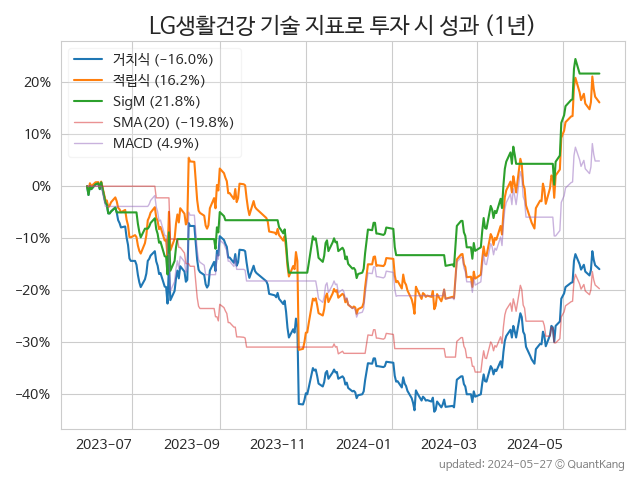 LG생활건강 기술 지표로 투자 시 성과 (1년)
거치식 (−16.0%)
적립식 (16.2%)
SigM (21.8%)
SMA(20) (−19.8%)
MACD (4.9%)
20%
10%
0%
−10%
−20%
−30%
−40%
2023−07
2023−09
2023−11
2024−01
2024−03
2024−05
updated: 2024−05−27 © QuantKang